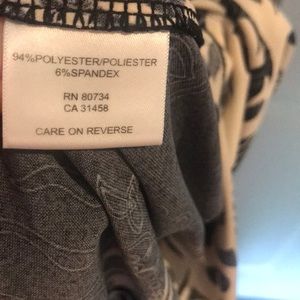 94%POLYESTER/POLIESTER
6%SPANDEX
RN 80734
CA 31458
CARE ON REVERSE